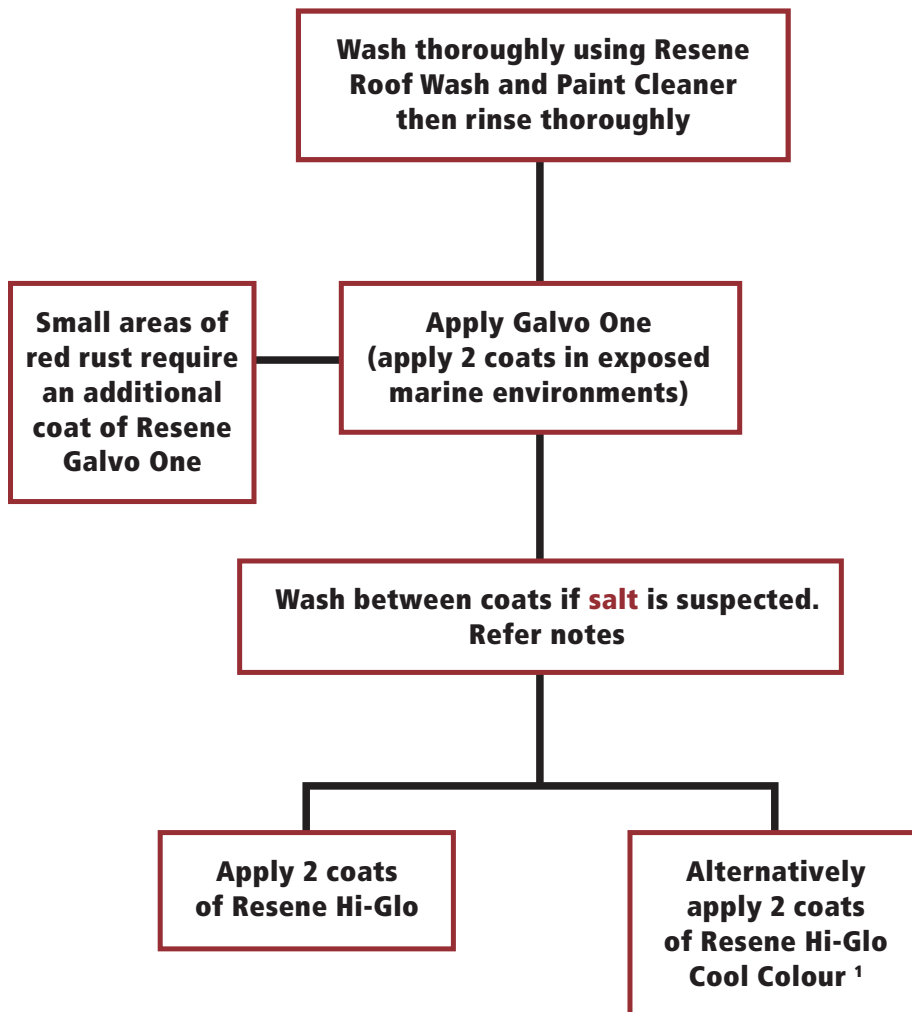 Wash thoroughly using Resene
Roof Wash and Paint Cleaner
then rinse thoroughly
Small areas of
red rust require
an additional
coat of Resene
Galvo One
Apply Galvo One
(apply 2 coats in exposed
marine environments)
Wash between coats if salt is suspected.
Refer notes
Apply 2 coats
of Resene Hi-Glo
Alternatively
apply 2 coats
of Resene Hi-Glo
Cool Colour ¹